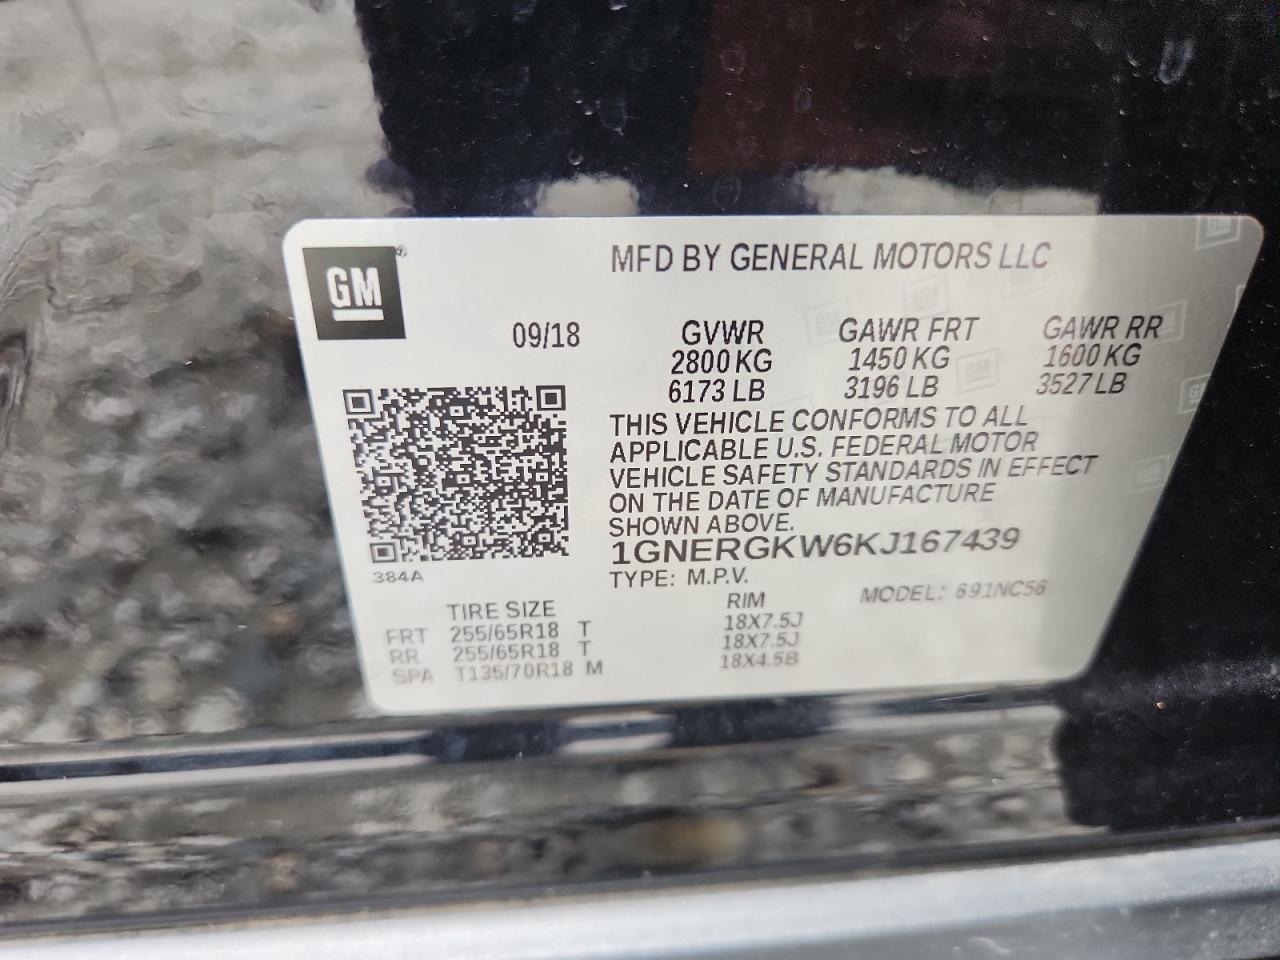 GM
MFD BY GENERAL MOTORS LLC
09/18 GVWR GAWR FRT GAWR RR
2800 KG 1450 KG 1600 KG
6173 LB 3196 LB 3527 LB
THIS VEHICLE CONFORMS TO ALL
APPLICABLE U.S. FEDERAL MOTOR
VEHICLE SAFETY STANDARDS IN EFFECT
ON THE DATE OF MANUFACTURE
SHOWN ABOVE.
1GNERGKW6KJ167439
384A
TYPE: M.P.V. MODEL: 691NC56
TIRE SIZE RIM
FRT 255/65R18 T 18X7.5J
RR 255/65R18 T 18X7.5J
SPA T135/70R18 M 18X4.5B